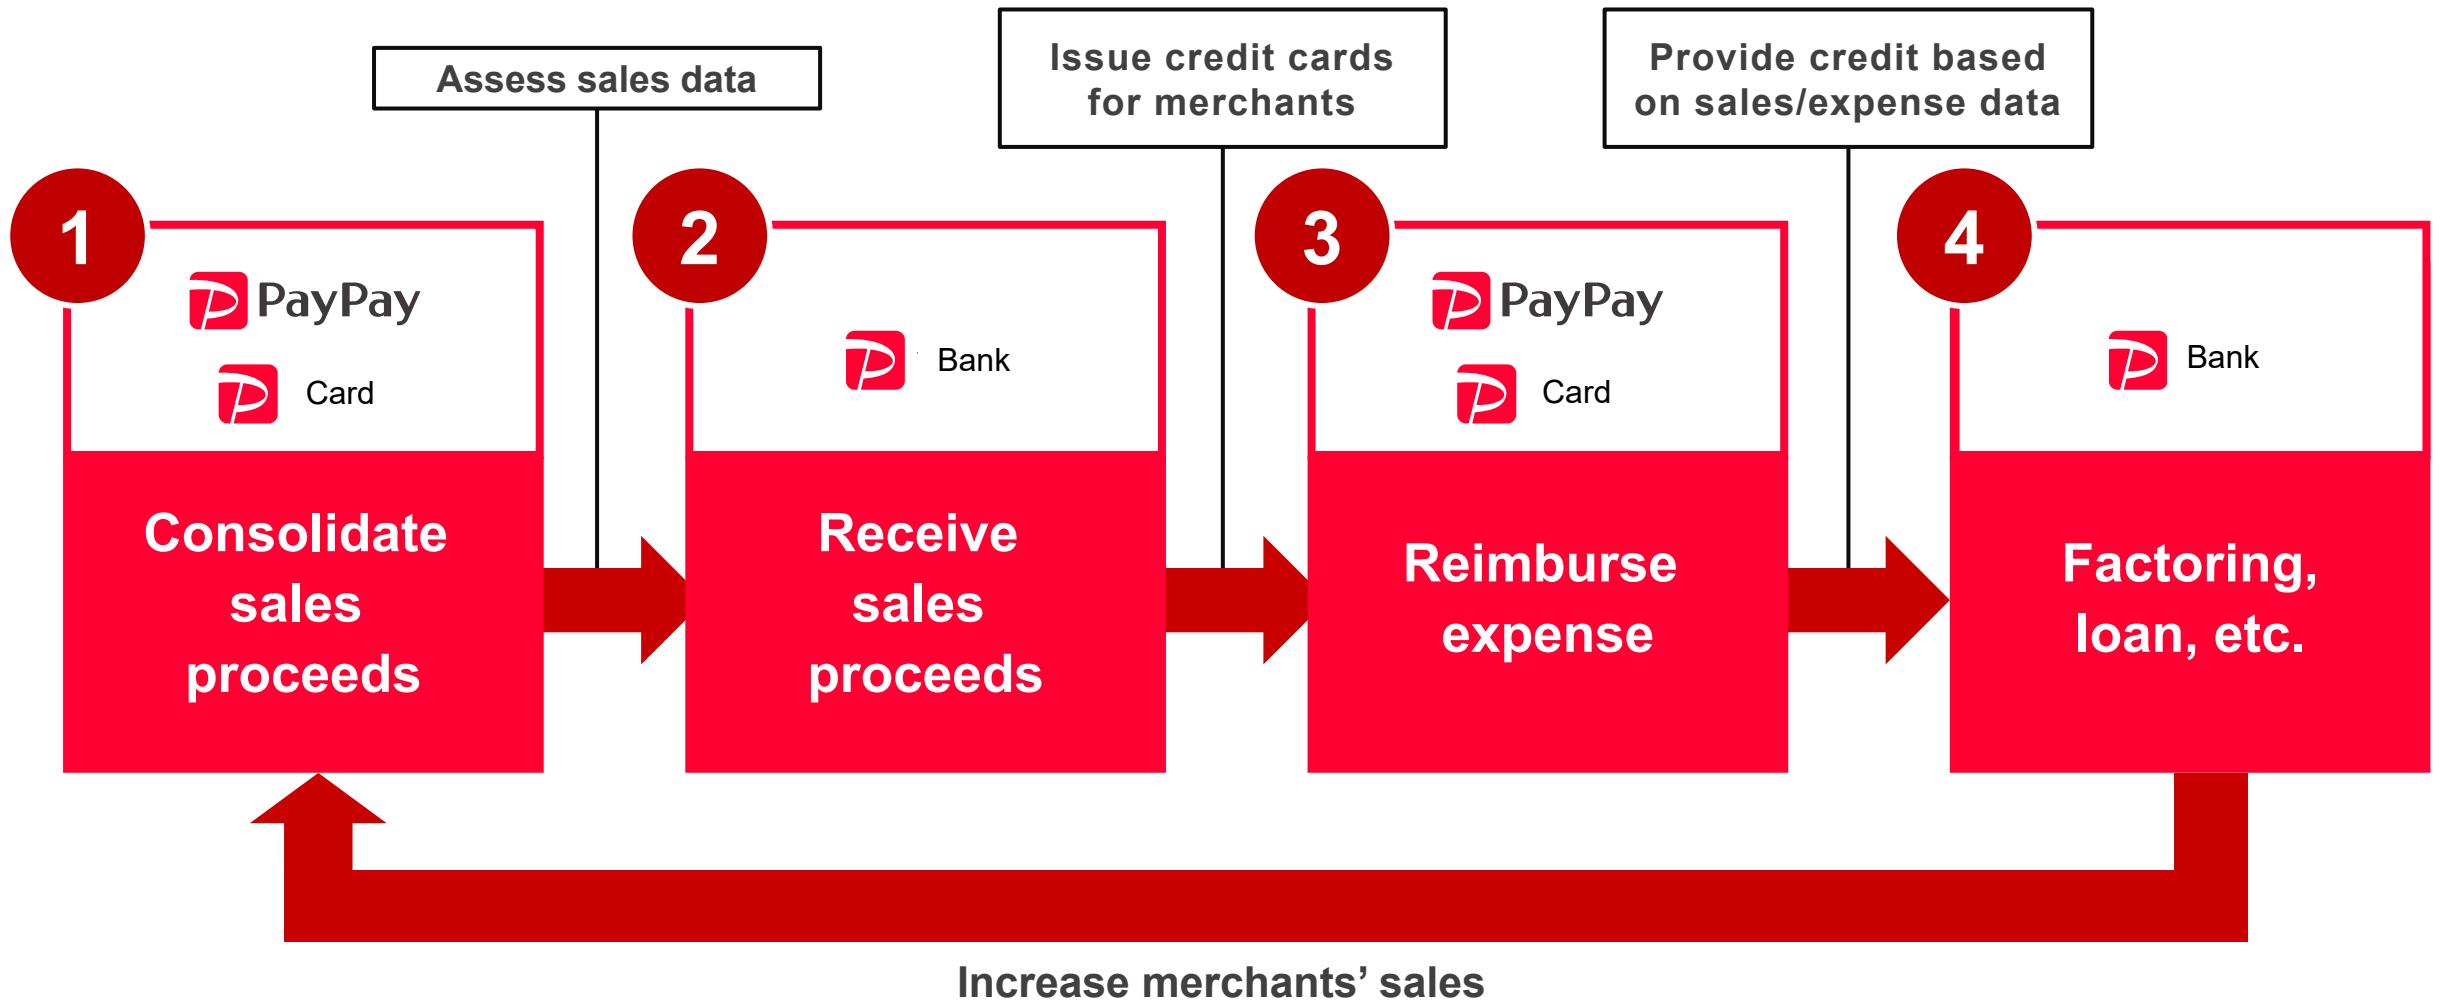 Assess sales data
Issue credit cards
for merchants
Provide credit based
on sales/expense data
1
PayPay
Card
Consolidate
sales
proceeds
2
Bank
Receive
sales
proceeds
3
PayPay
Card
Reimburse
expense
4
Bank
Factoring,
loan, etc.
Increase merchants’ sales